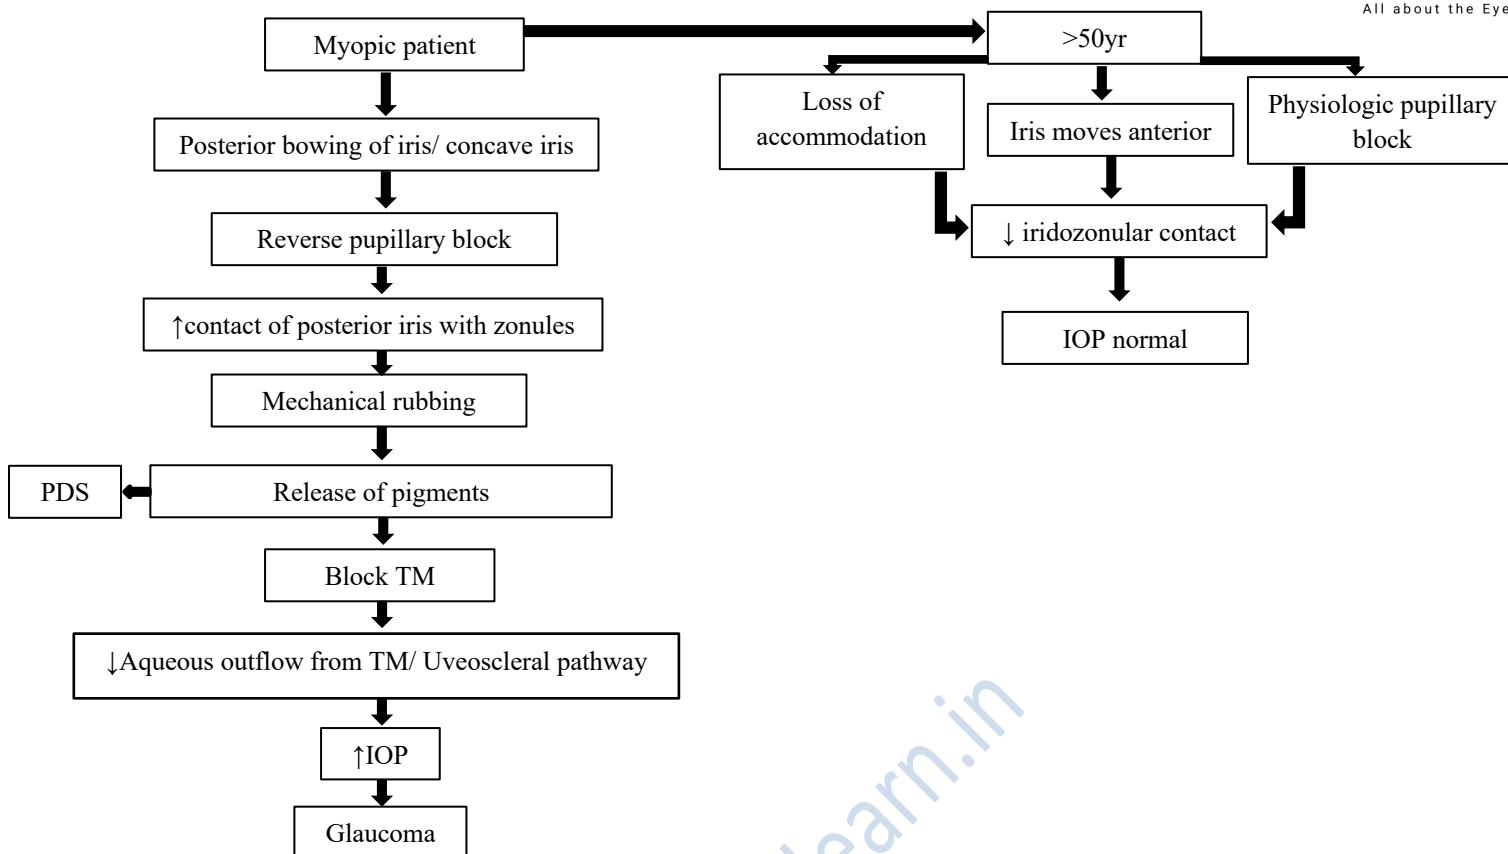 All about the Eye
Myopic patient
>50yr
Loss of
accommodation
Iris moves anterior
Physiologic pupillary
block
Posterior bowing of iris/ concave iris
Reverse pupillary block
↓ iridozonular contact
↑contact of posterior iris with zonules
IOP normal
Mechanical rubbing
PDS
Release of pigments
Block TM
↓Aqueous outflow from TM/ Uveoscleral pathway
↑IOP
Glaucoma
learn.in